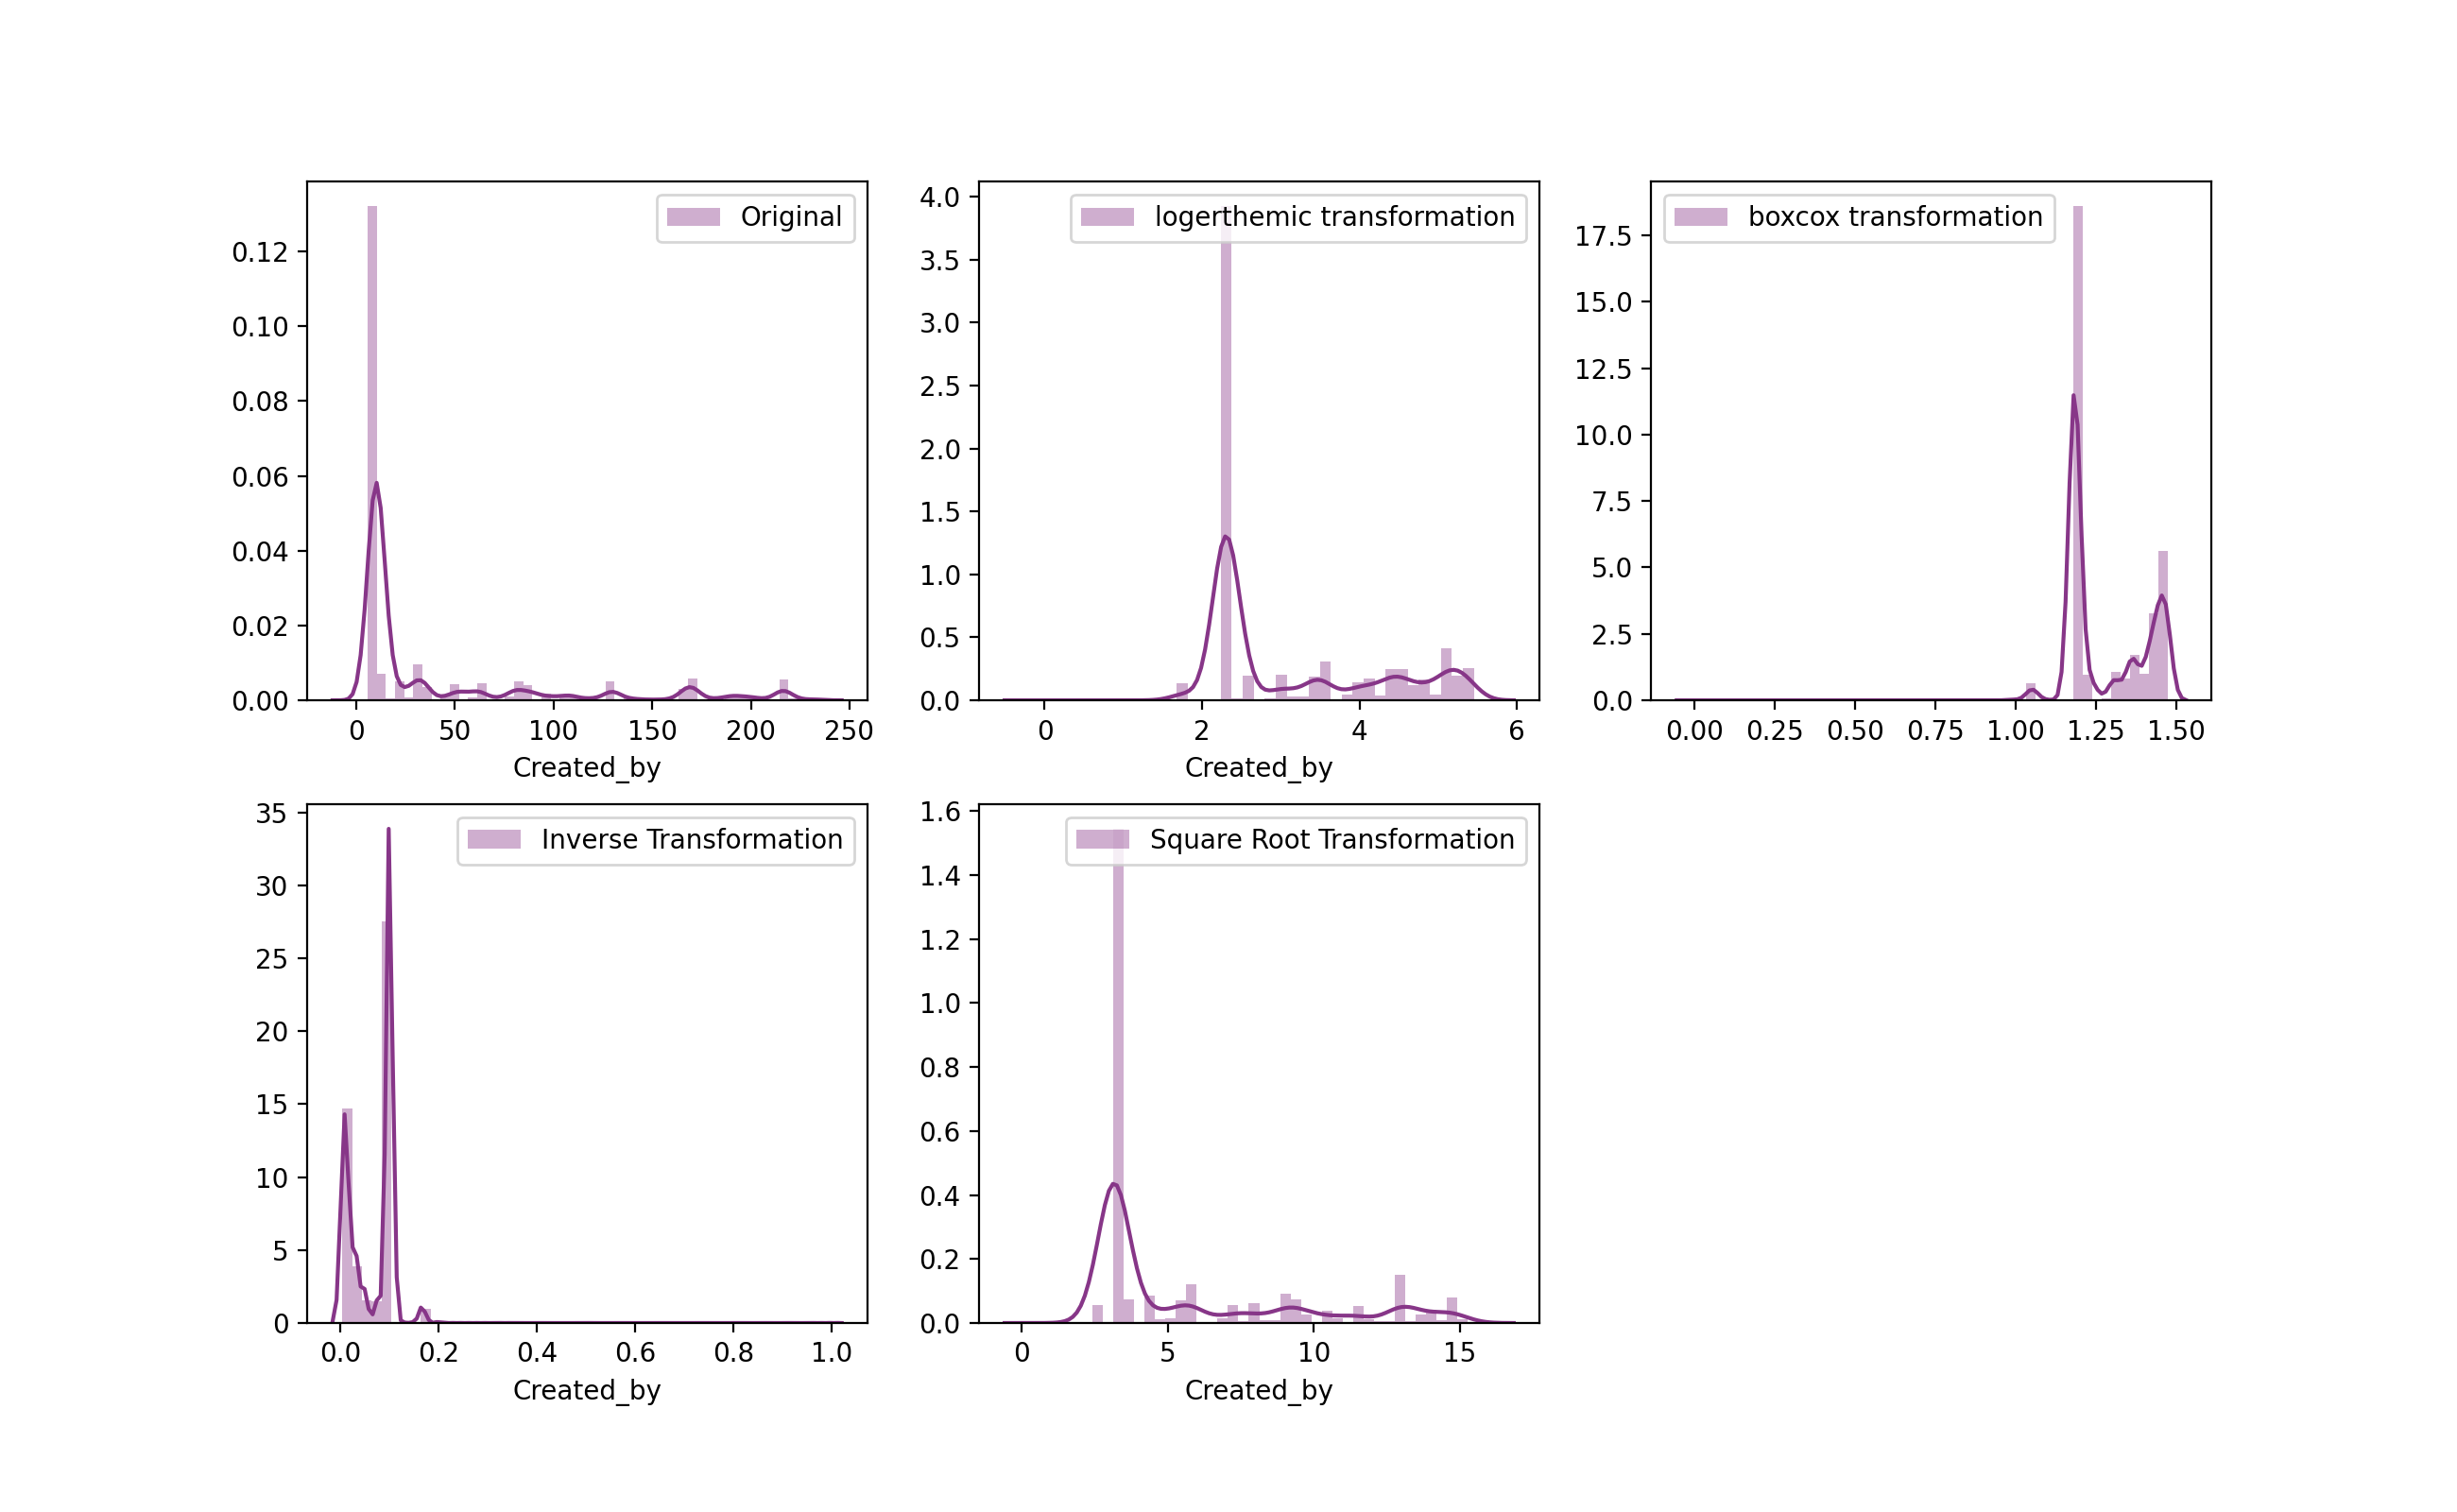 Original
0.12
0.10
0.08
0.06
0.04
0.02
0.00
0 50 100 150 200 250
Created_by
logerthemic transformation
4.0
3.5
3.0
2.5
2.0
1.5
1.0
0.5
0.0
0 2 4 6
Created_by
boxcox transformation
17.5
15.0
12.5
10.0
7.5
5.0
2.5
0.0
0.00 0.25 0.50 0.75 1.00 1.25 1.50
Inverse Transformation
35
30
25
20
15
10
5
0
0.0 0.2 0.4 0.6 0.8 1.0
Created_by
Square Root Transformation
1.6
1.4
1.2
1.0
0.8
0.6
0.4
0.2
0.0
0 5 10 15
Created_by